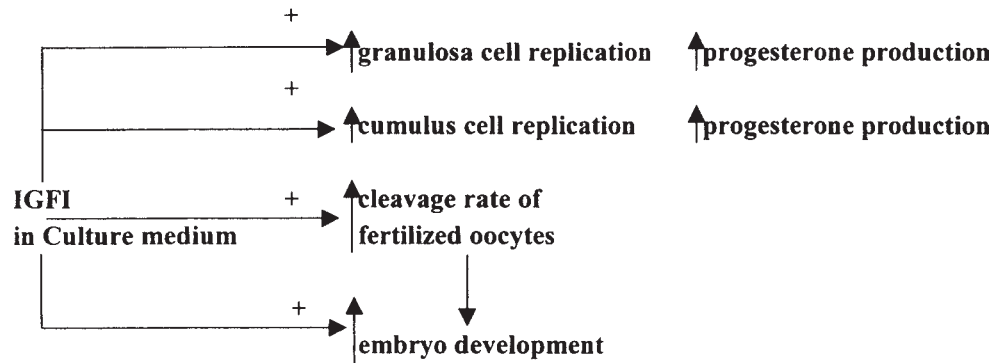 +
granulosa cell replication progesterone production
+
cumulus cell replication progesterone production
IGFI
in Culture medium
+
cleavage rate of
fertilized oocytes
+
embryo development